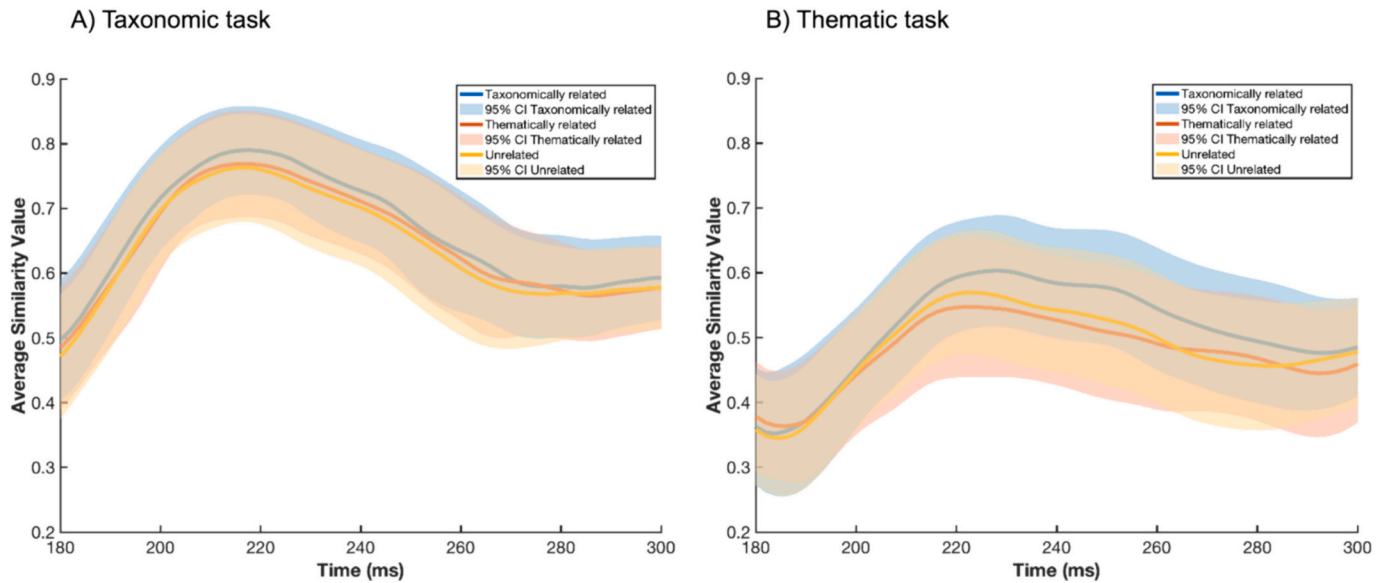 A) Taxonomic task
0.9
0.8
0.7
0.6
0.5
0.4
0.3
0.2
Average Similarity Value
180
200
220
240
260
280
300
Time (ms)
Taxonomically related
95% CI Taxonomically related
Thematically related
95% CI Thematically related
Unrelated
95% CI Unrelated
B) Thematic task
0.9
0.8
0.7
0.6
0.5
0.4
0.3
0.2
Average Similarity Value
180
200
220
240
260
280
300
Time (ms)
Taxonomically related
95% CI Taxonomically related
Thematically related
95% CI Thematically related
Unrelated
95% CI Unrelated